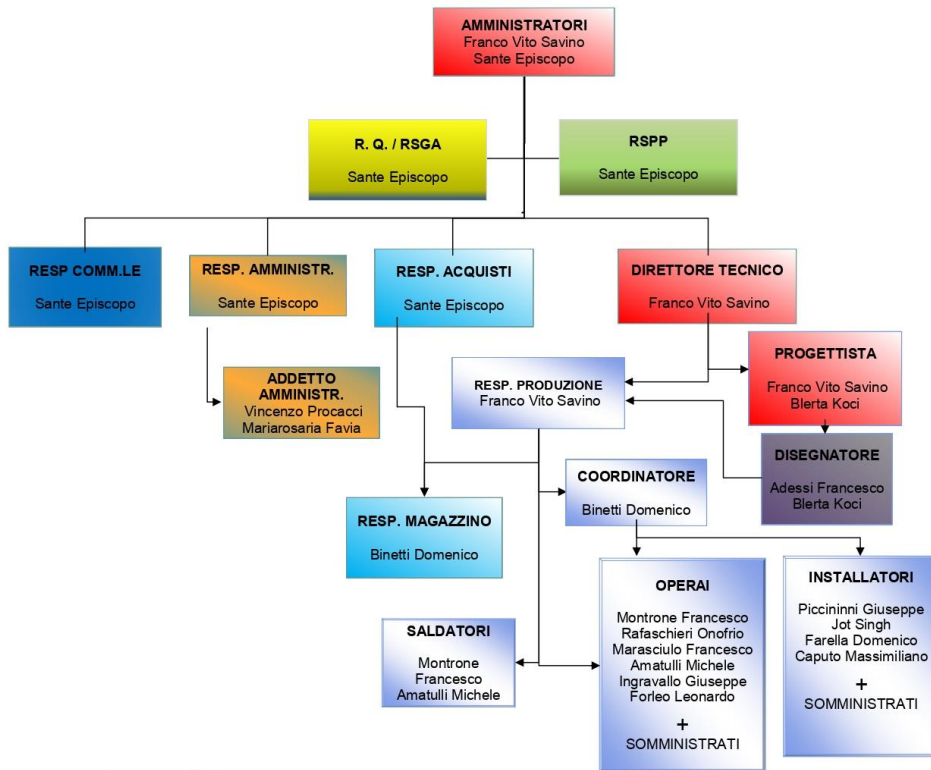 AMMINISTRATORI
Franco Vito Savino
Sante Episcopo
R. Q. / RSGA
Sante Episcopo
RSPP
Sante Episcopo
RESP COMM.LE
Sante Episcopo
RESP. AMMINISTR.
Sante Episcopo
RESP. ACQUISTI
Sante Episcopo
DIRETTORE TECNICO
Franco Vito Savino
ADDETTO
AMMINISTR.
Vincenzo Procacci
Mariarosaria Favia
RESP. PRODUZIONE
Franco Vito Savino
PROGETTISTA
Franco Vito Savino
Blerta Koci
DISEGNATORE
Adessi Francesco
Blerta Koci
COORDINATORE
Binetti Domenico
RESP. MAGAZZINO
Binetti Domenico
SALDATORI
Montrone
Francesco
Amatulli Michele
OPERAI
Montrone Francesco
Rafaschieri Onofrio
Marasciulo Francesco
Amatulli Michele
Ingravallo Giuseppe
Forleo Leonardo
+
SOMMINISTRATI
INSTALLATORI
Piccininni Giuseppe
Jot Singh
Farella Domenico
Caputo Massimiliano
+
SOMMINISTRATI